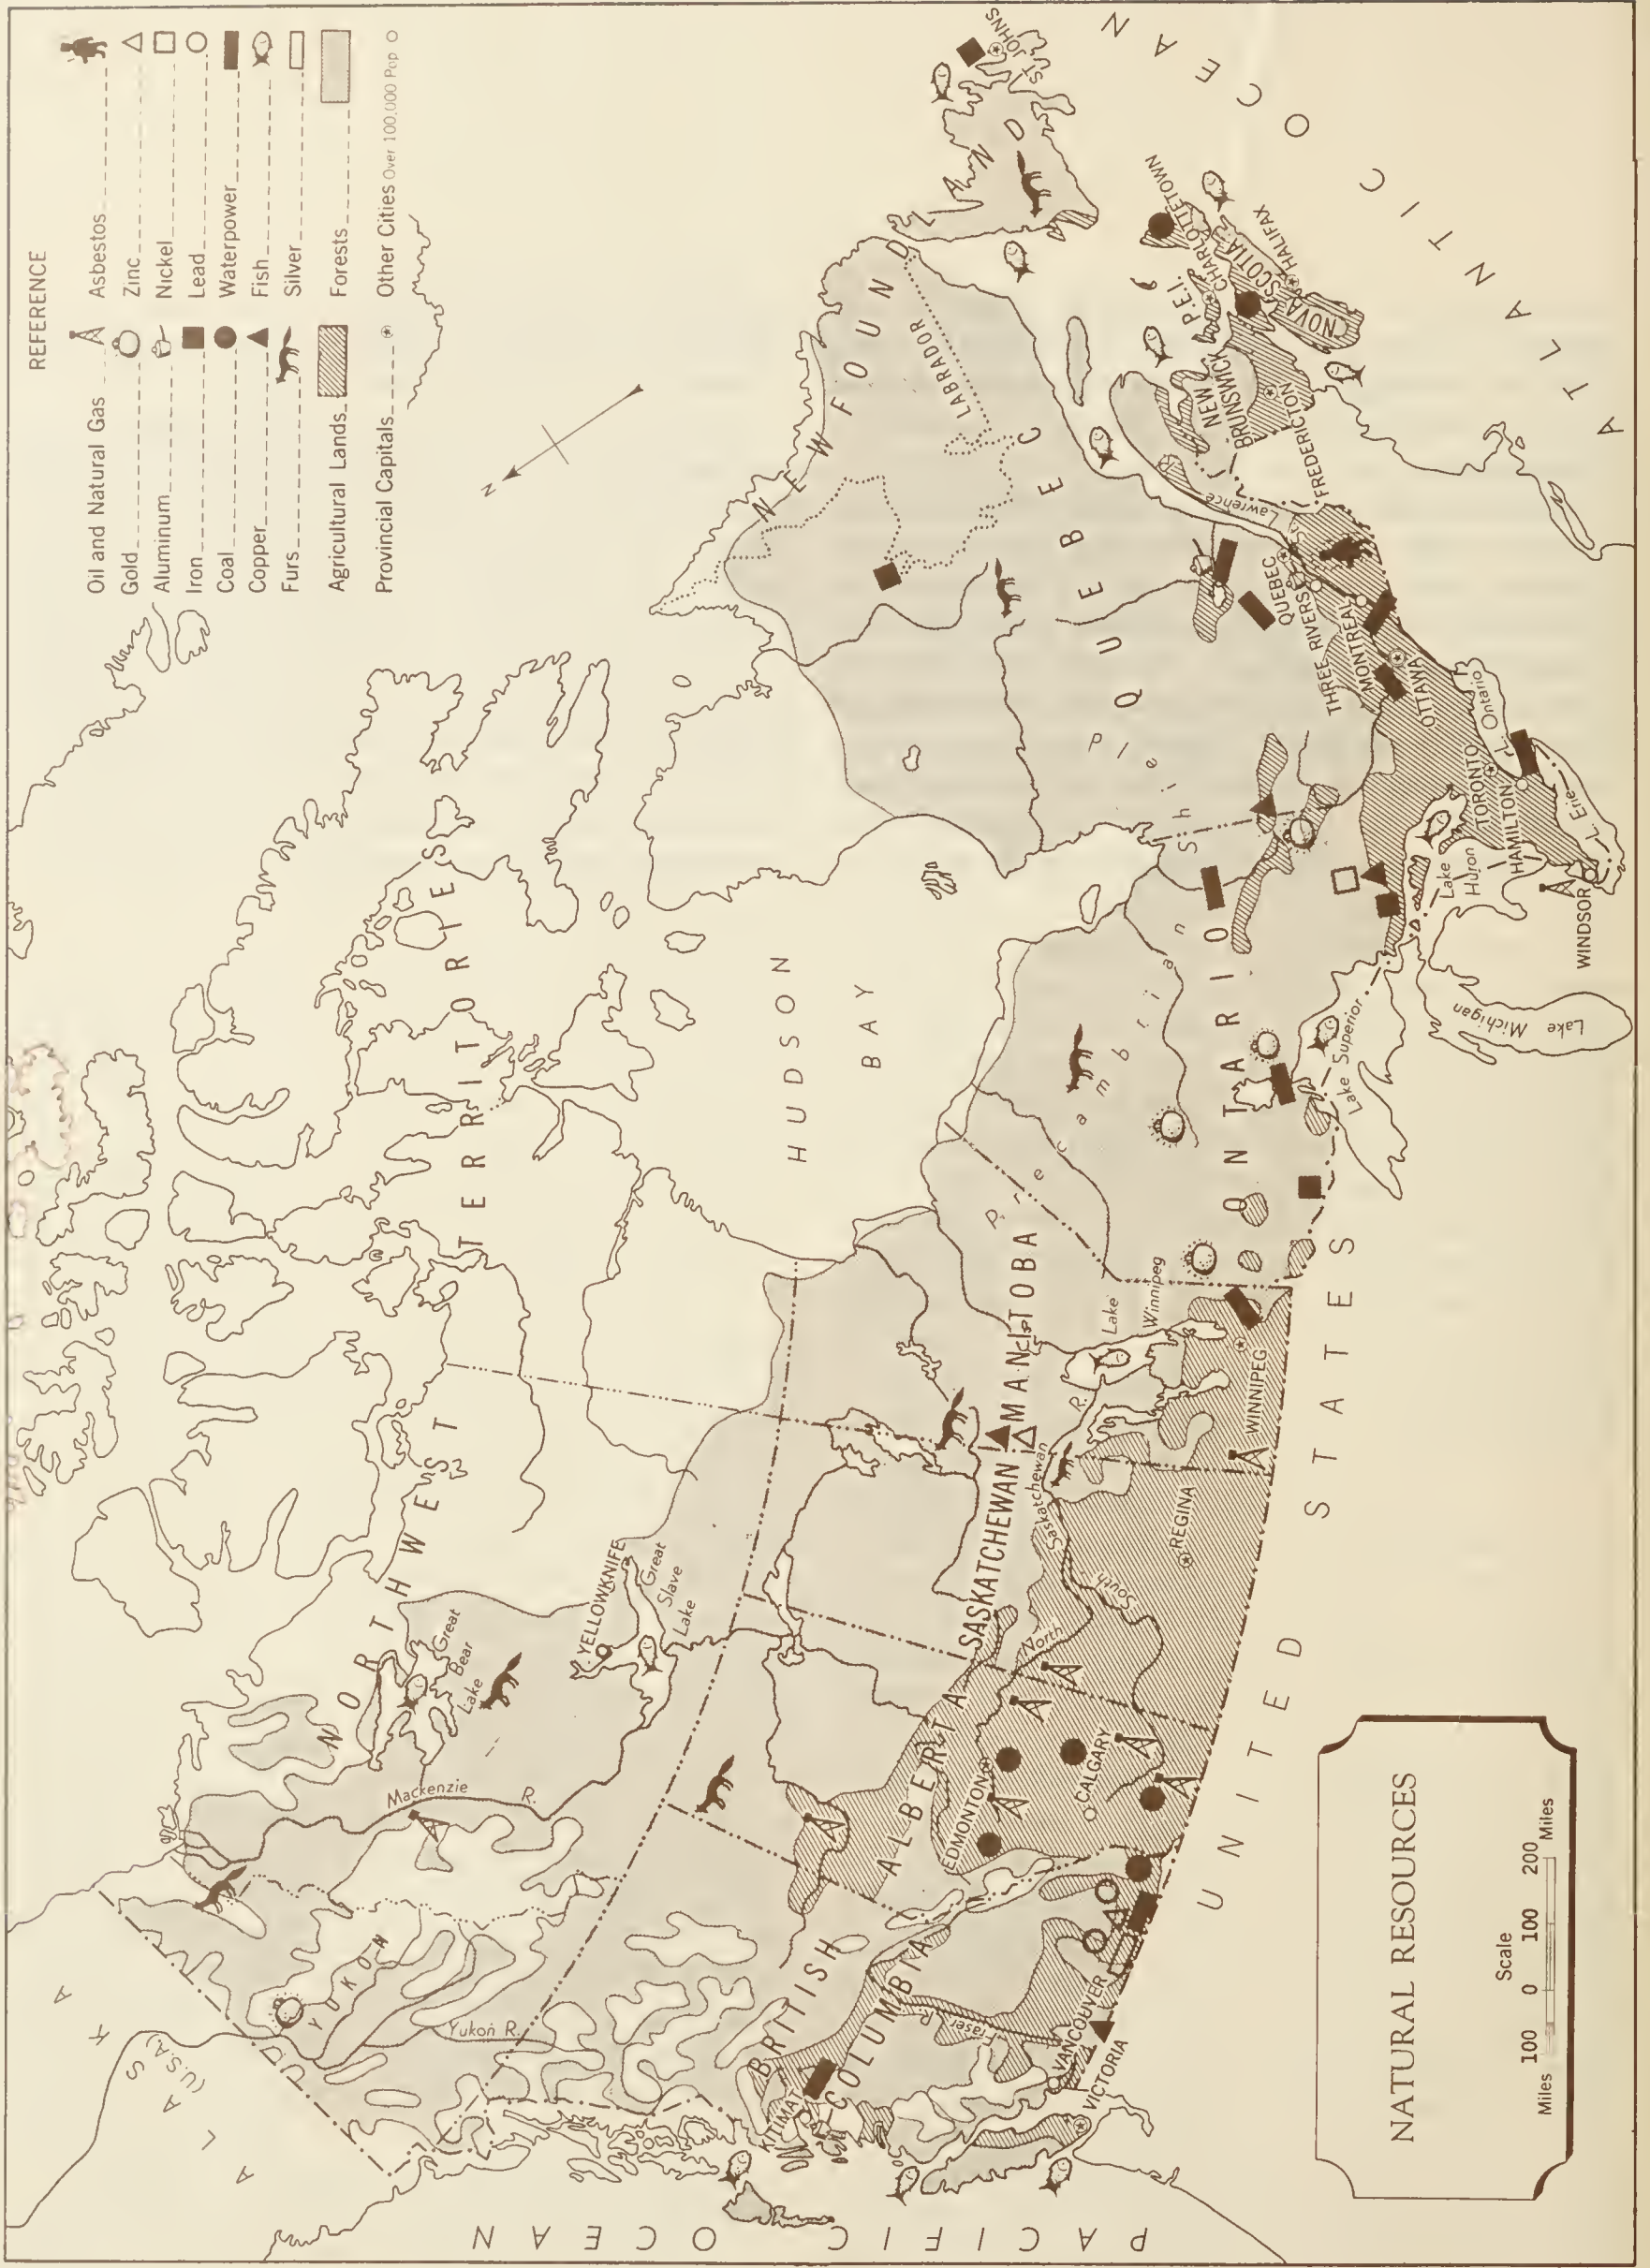 REFERENCE
Oil and Natural Gas
Gold
Aluminum
Iron
Coal
Copper
Furs
Agricultural Lands
Provincial Capitals
Asbestos
Zinc
Nickel
Lead
Waterpower
Fish
Silver
Forests
Other Cities Over 100,000 Pop
N
ALASKA
(U.S.A.)
YUKON
Yukon R.
Mackenzie R.
NORTHWEST TERRITORIES
Great Bear Lake
YELLOWKNIFE
Great Slave Lake
HUDSON BAY
NEWFOUND
LABRADOR
ST JOHNS
PACIFIC OCEAN
BRITISH COLUMBIA
KITIMAT
Fraser R.
VANCOUVER
VICTORIA
ALBERTA
EDMONTON
CALGARY
SASKATCHEWAN
North
South
Saskatchewan R.
REGINA
MANITOBA
Lake Winnipeg
WINNIPEG
Precambrian Shield
ONTARIO
Lake Superior
Lake Michigan
Lake Huron
L. Erie
L. Ontario
WINDSOR
HAMILTON
TORONTO
OTTAWA
MONTREAL
THREE RIVERS
QUEBEC
QUEBEC
Lawrence
NEW BRUNSWICK
FREDERICTON
P.E.I.
CHARLOTTETOWN
NOVA SCOTIA
HALIFAX
ATLANTIC OCEAN
UNITED STATES
NATURAL RESOURCES
Scale
Miles 100 0 100 200 Miles